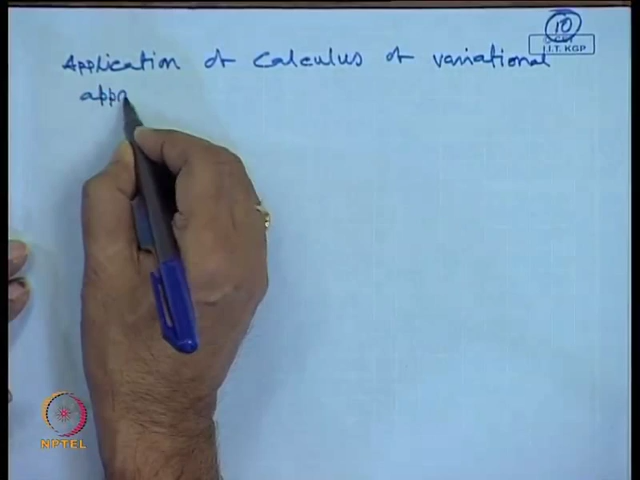 10
I.I.T. KGP
Application of Calculus of variational
appr
NPTEL